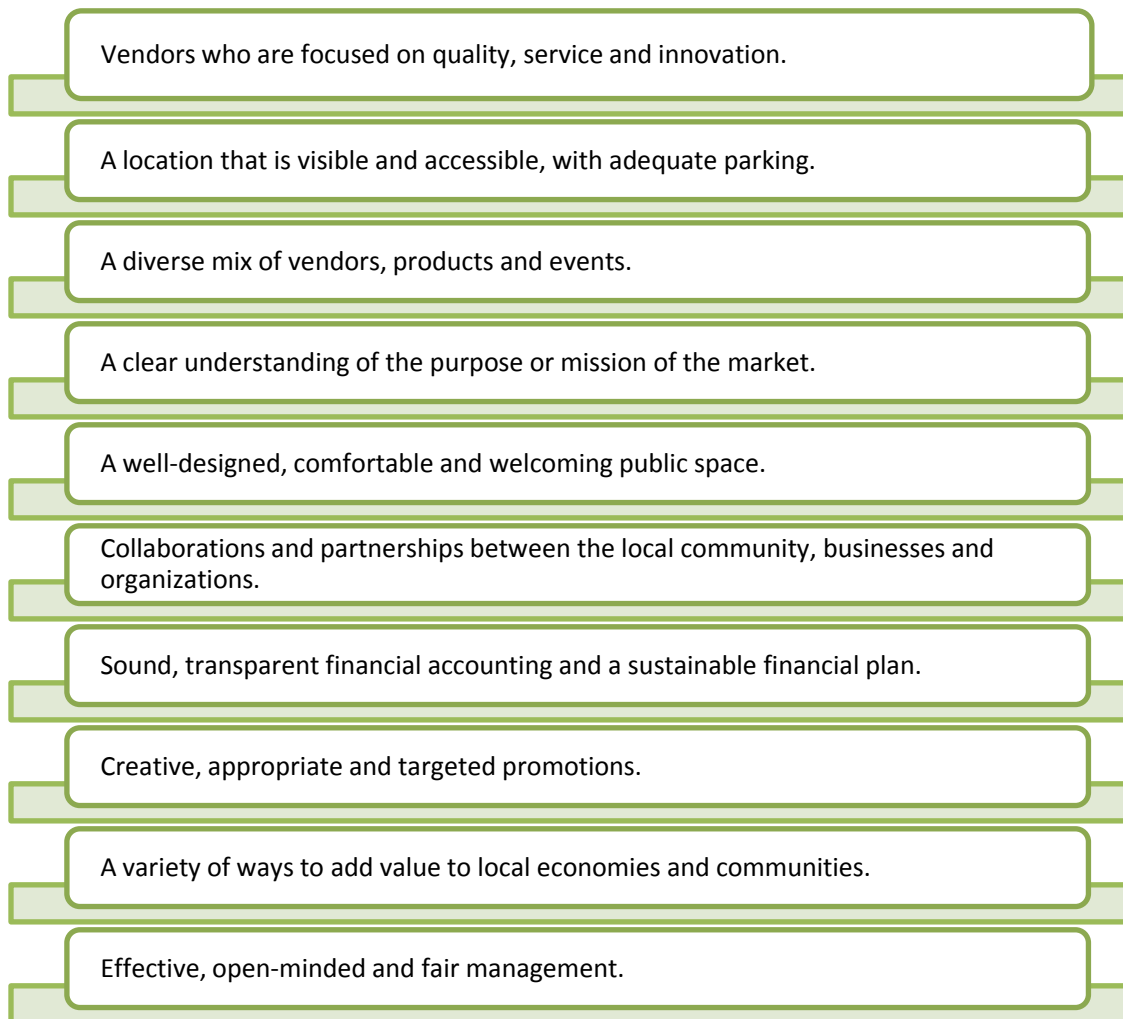 Vendors who are focused on quality, service and innovation.
A location that is visible and accessible, with adequate parking.
A diverse mix of vendors, products and events.
A clear understanding of the purpose or mission of the market.
A well-designed, comfortable and welcoming public space.
Collaborations and partnerships between the local community, businesses and
organizations.
Sound, transparent financial accounting and a sustainable financial plan.
Creative, appropriate and targeted promotions.
A variety of ways to add value to local economies and communities.
Effective, open-minded and fair management.